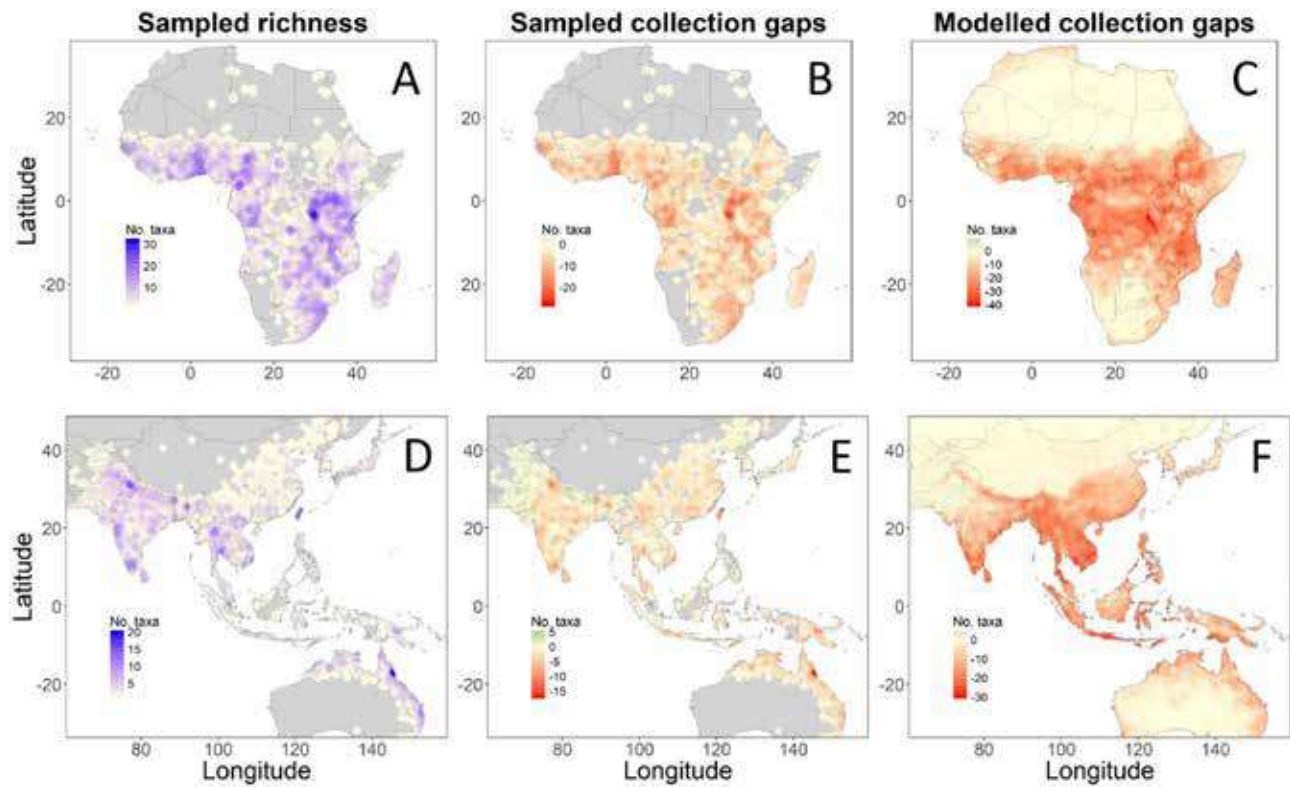 Sampled richness
Sampled collection gaps
Modelled collection gaps
A
B
C
Latitude
20
0
-20
No. taxa
30
20
10
No. taxa
0
-10
-20
No. taxa
0
-10
-20
-30
-40
-20 0 20 40
-20 0 20 40
-20 0 20 40
D
E
F
Latitude
40
20
0
-20
No. taxa
20
15
10
5
No. taxa
5
0
-5
-10
-15
No. taxa
0
-10
-20
-30
80 100 120 140
80 100 120 140
80 100 120 140
Longitude
Longitude
Longitude